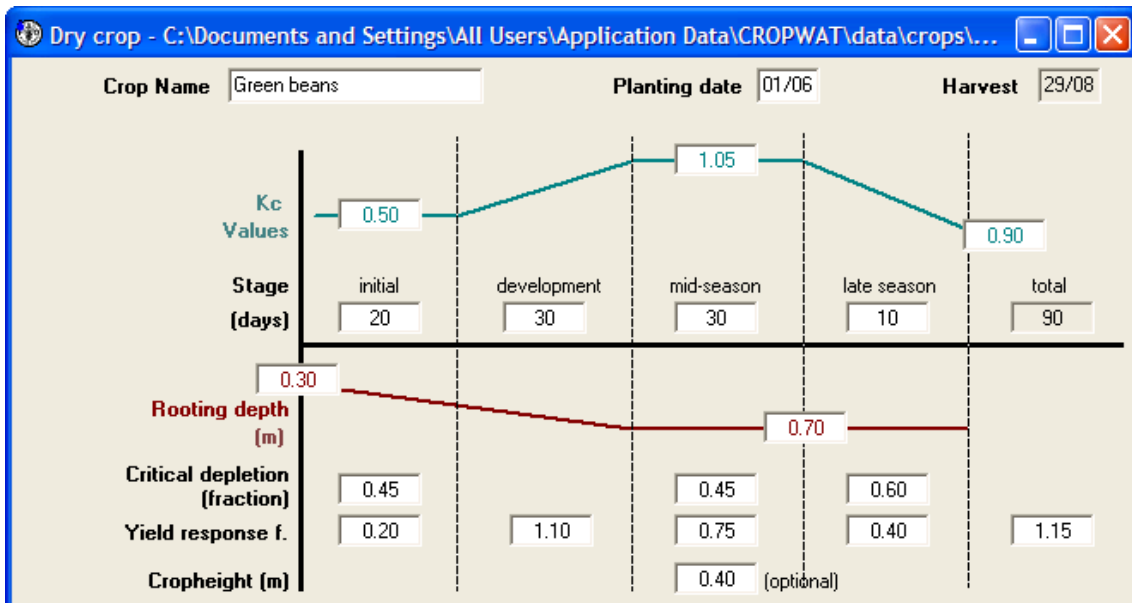 Dry crop - C:\Documents and Settings\All Users\Application Data\CROPWAT\data\crops\...
Crop Name Green beans Planting date 01/06 Harvest 29/08
1.05
Kc
Values
0.50
0.90
Stage initial development mid-season late season total
(days) 20 30 30 10 90
0.30
Rooting depth
(m)
0.70
Critical depletion
(fraction) 0.45 0.45 0.60
Yield response f. 0.20 1.10 0.75 0.40 1.15
Cropheight (m) 0.40 (optional)